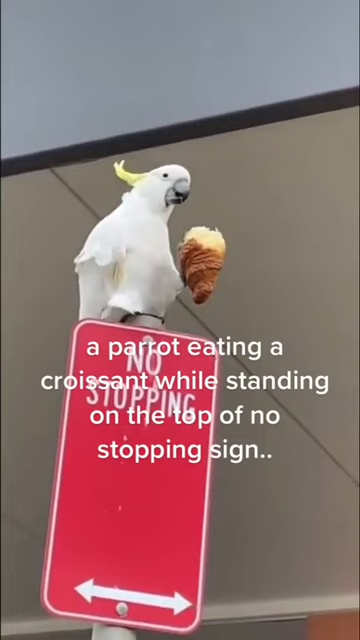 a parrot eating a
croissant while standing
on the top of no
stopping sign..
NO
STOPPING